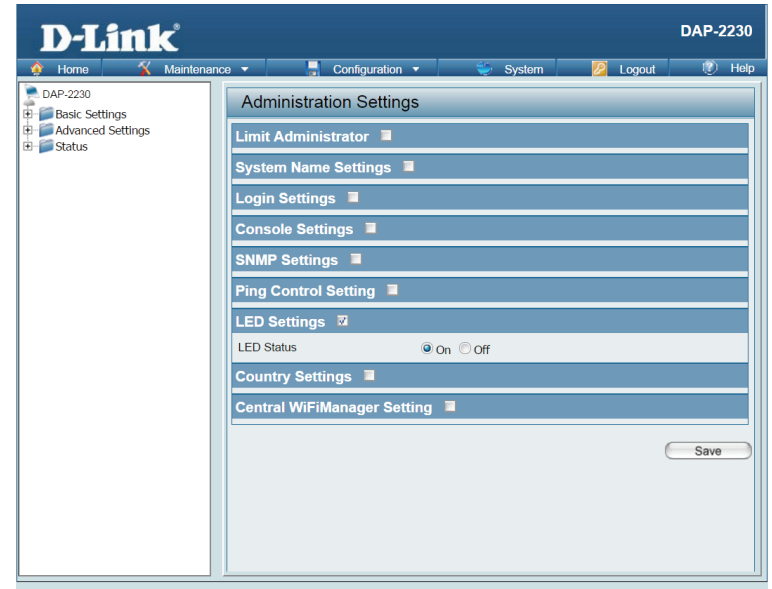 D-Link®
DAP-2230
Home Maintenance Configuration System Logout Help
DAP-2230
Basic Settings
Advanced Settings
Status
Administration Settings
Limit Administrator
System Name Settings
Login Settings
Console Settings
SNMP Settings
Ping Control Setting
LED Settings
LED Status On Off
Country Settings
Central WiFiManager Setting
Save